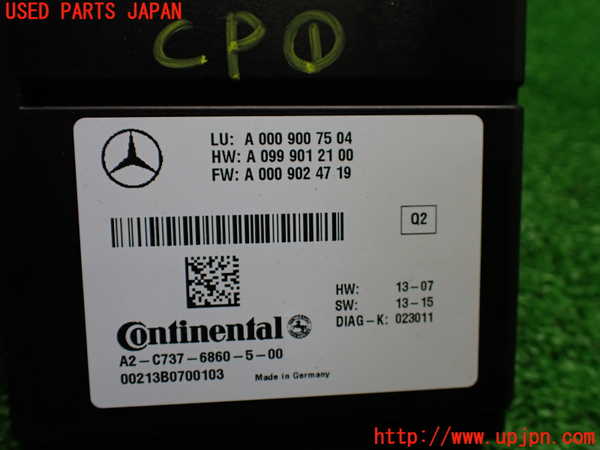 USED PARTS JAPAN
CP①
LU: A 000 900 75 04
HW: A 099 901 21 00
FW: A 000 902 47 19
Q2
HW: 13-07
SW: 13-15
DIAG-K: 023011
Continental
A2-C737-6860-5-00
00213B0700103 Made in Germany
http://www.upjpn.com/